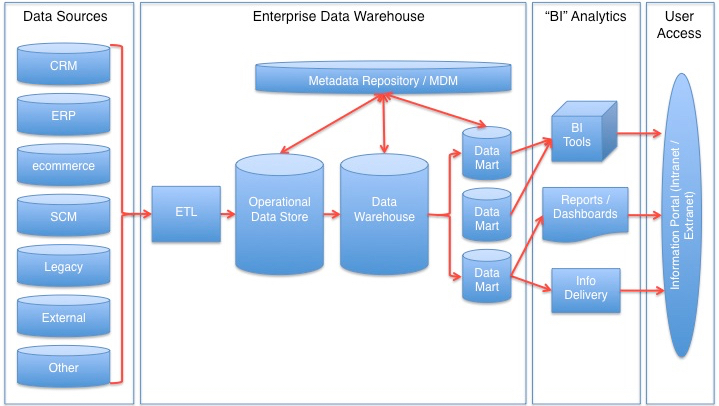 Data Sources
Enterprise Data Warehouse
“BI” Analytics
User
Access
CRM
ERP
ecommerce
SCM
Legacy
External
Other
ETL
Metadata Repository / MDM
Operational
Data Store
Data
Warehouse
Data
Mart
Data
Mart
Data
Mart
BI
Tools
Reports /
Dashboards
Info
Delivery
Information Portal (Intranet /
Extranet)